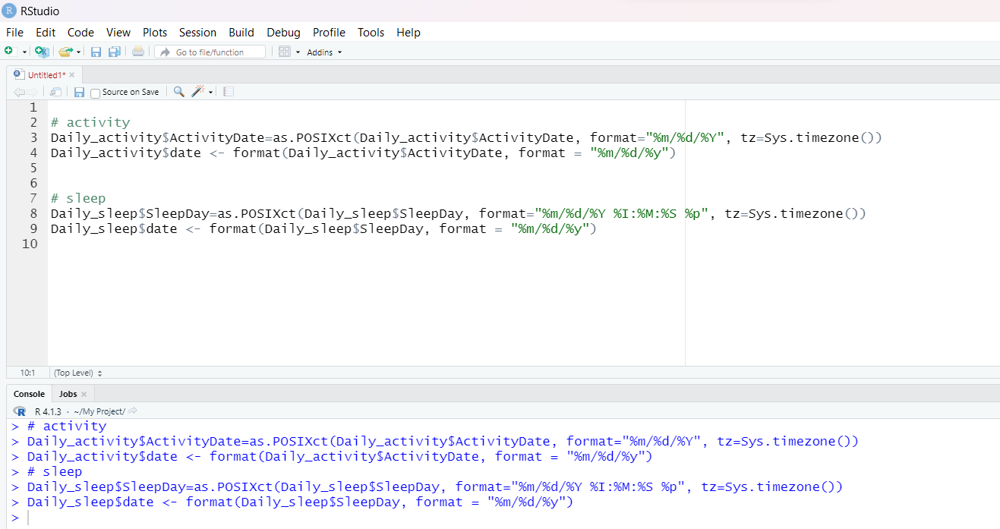 R RStudio
File Edit Code View Plots Session Build Debug Profile Tools Help
Go to file/function Addins
Untitled1*
Source on Save
1
2 # activity
3 Daily_activity$ActivityDate=as.POSIXct(Daily_activity$ActivityDate, format="%m/%d/%Y", tz=Sys.timezone())
4 Daily_activity$date <- format(Daily_activity$ActivityDate, format = "%m/%d/%y")
5
6
7 # sleep
8 Daily_sleep$SleepDay=as.POSIXct(Daily_sleep$SleepDay, format="%m/%d/%Y %I:%M:%S %p", tz=Sys.timezone())
9 Daily_sleep$date <- format(Daily_sleep$SleepDay, format = "%m/%d/%y")
10
10:1 (Top Level)
Console Jobs
R R 4.1.3 · ~/My Project/
> # activity
> Daily_activity$ActivityDate=as.POSIXct(Daily_activity$ActivityDate, format="%m/%d/%Y", tz=Sys.timezone())
> Daily_activity$date <- format(Daily_activity$ActivityDate, format = "%m/%d/%y")
> # sleep
> Daily_sleep$SleepDay=as.POSIXct(Daily_sleep$SleepDay, format="%m/%d/%Y %I:%M:%S %p", tz=Sys.timezone())
> Daily_sleep$date <- format(Daily_sleep$SleepDay, format = "%m/%d/%y")
>